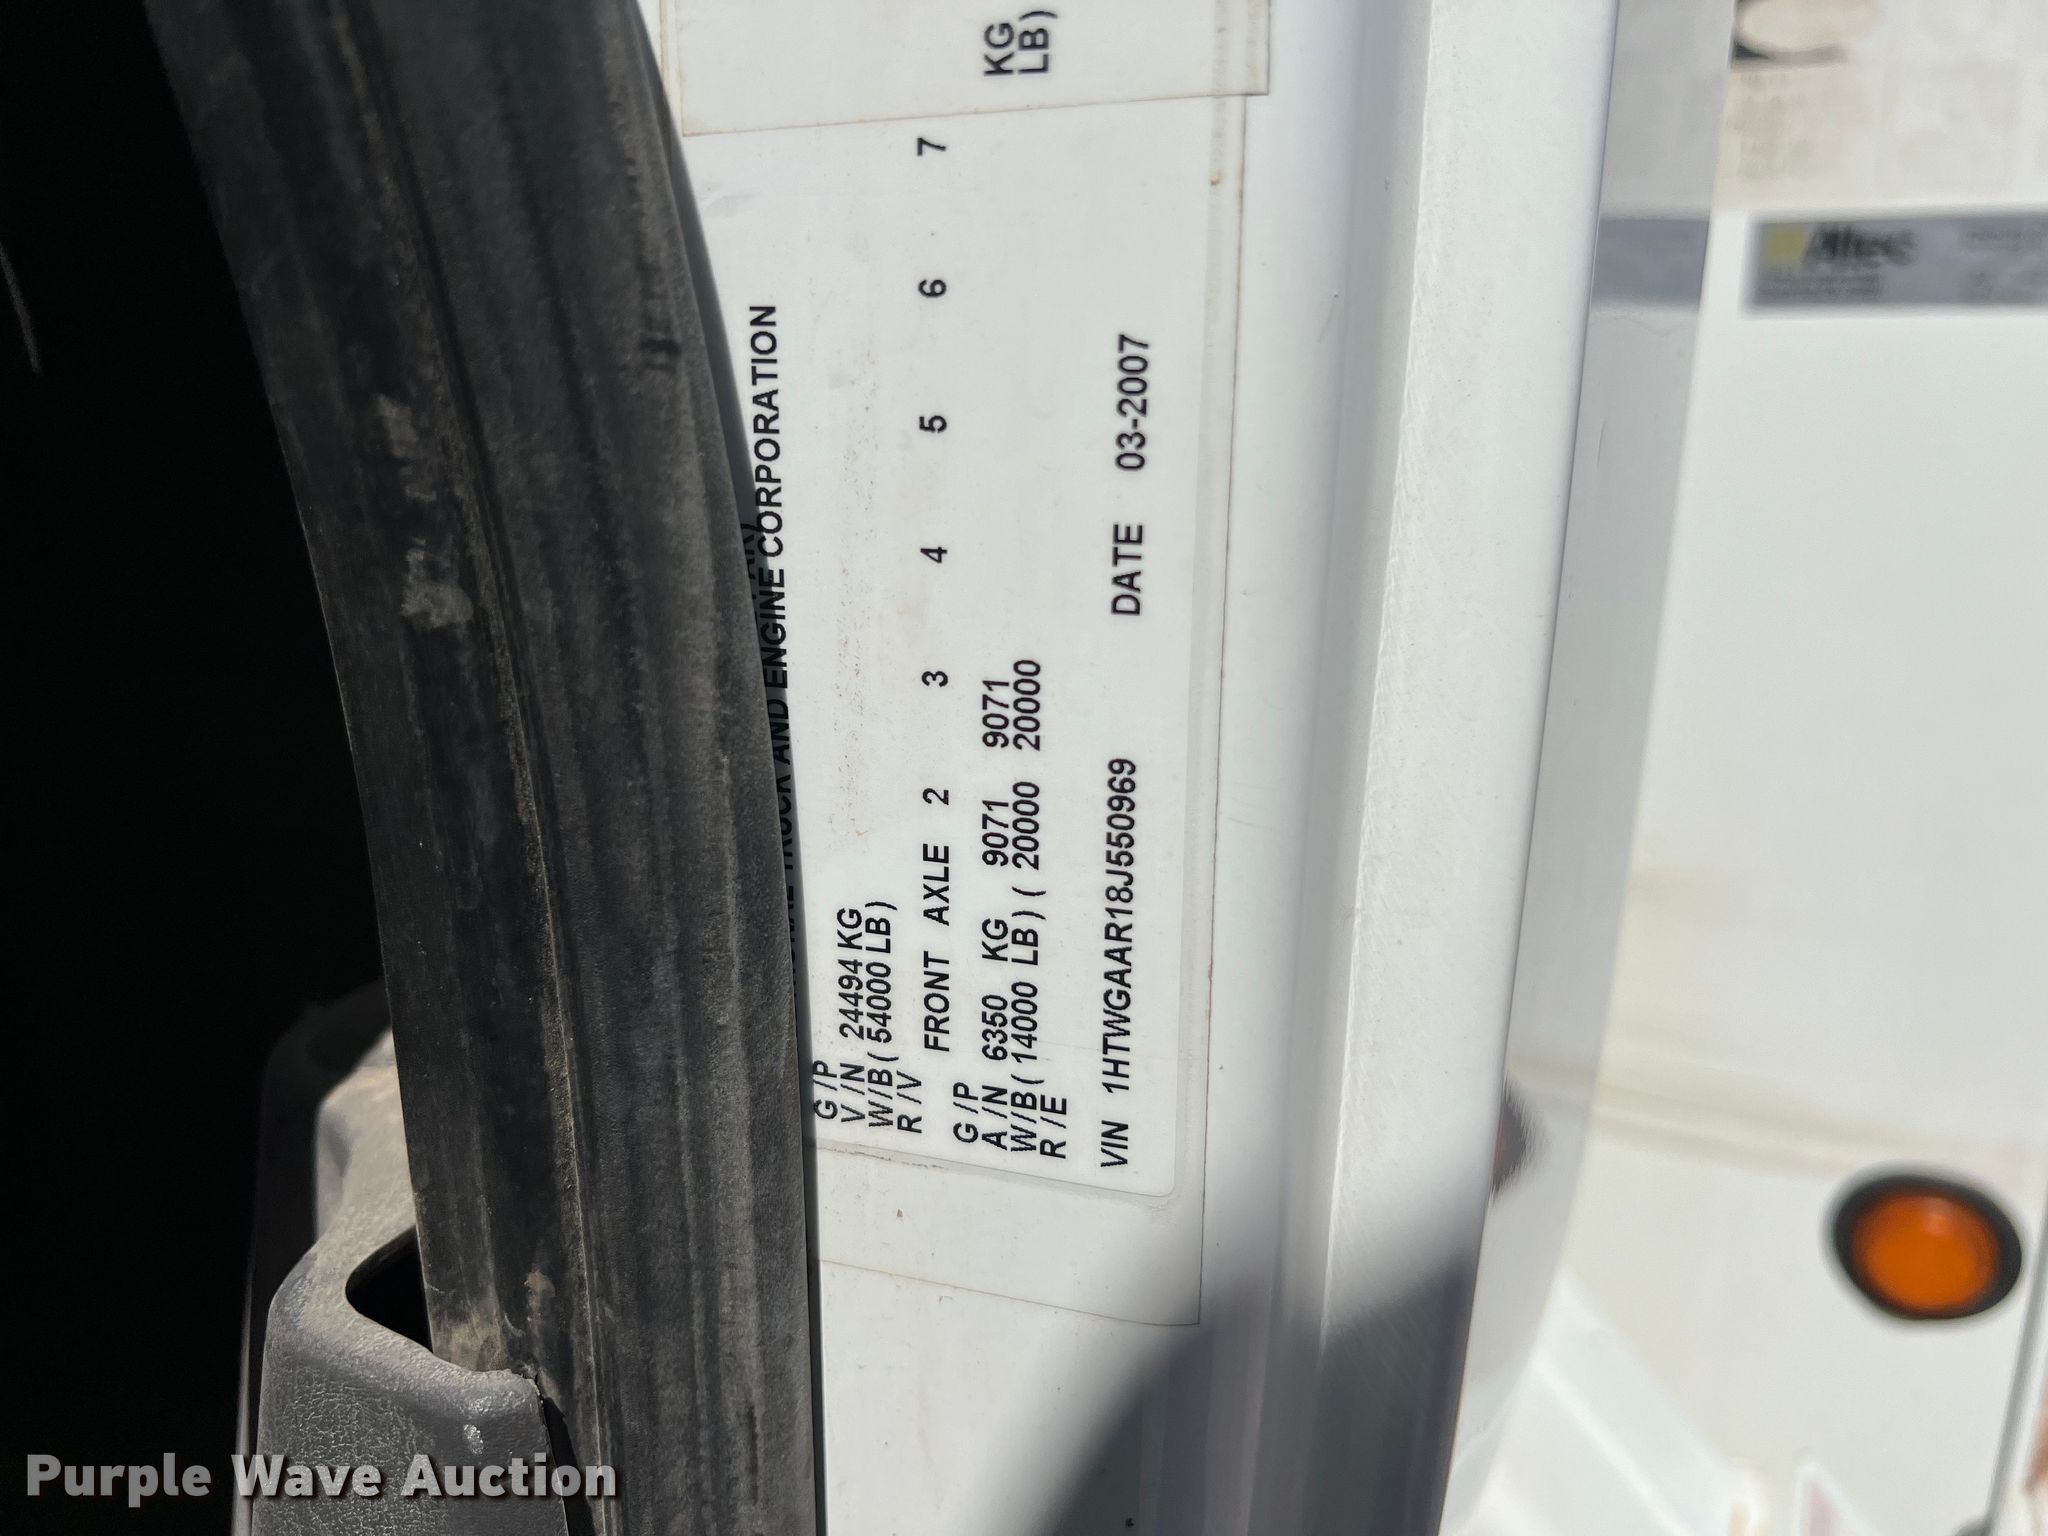 TRUCK AND ENGINE CORPORATION
G/P
V/N 24494 KG
W/B ( 54000 LB )
R/V
FRONT AXLE 2 3 4 5 6 7
G/P
A/N 6350 KG 9071 9071 KG
W/B ( 14000 LB ) ( 20000 20000 LB )
R/E
VIN 1HTWGAAR18J550969 DATE 03-2007
Altec
Purple Wave Auction